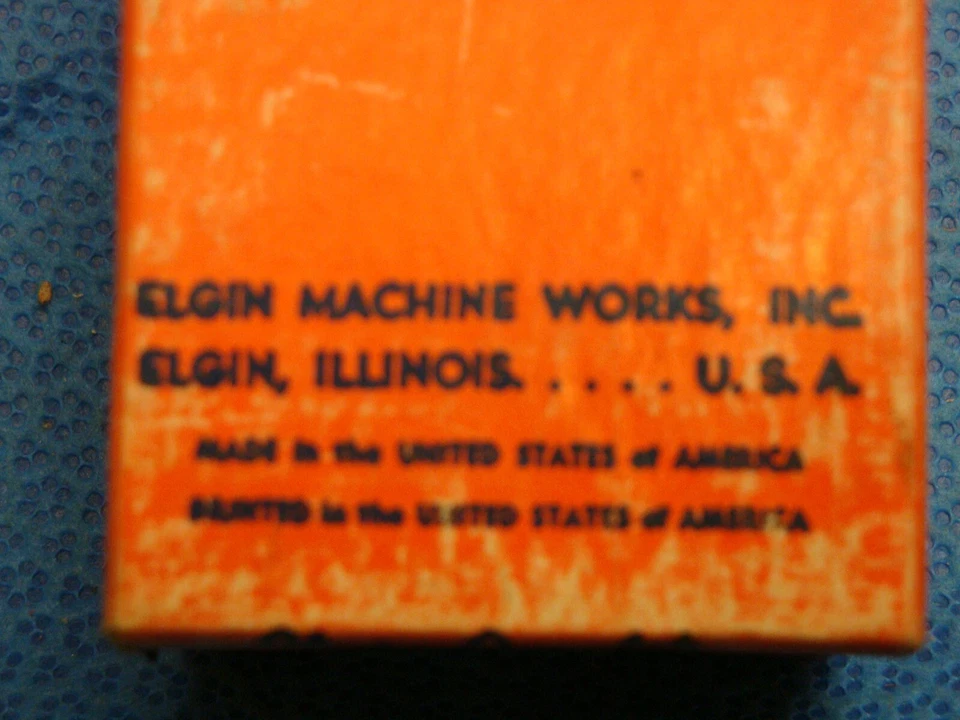 ELGIN MACHINE WORKS, INC.
ELGIN, ILLINOIS. . . . . U. S. A.
MADE in the UNITED STATES of AMERICA
PRINTED in the UNITED STATES of AMERICA